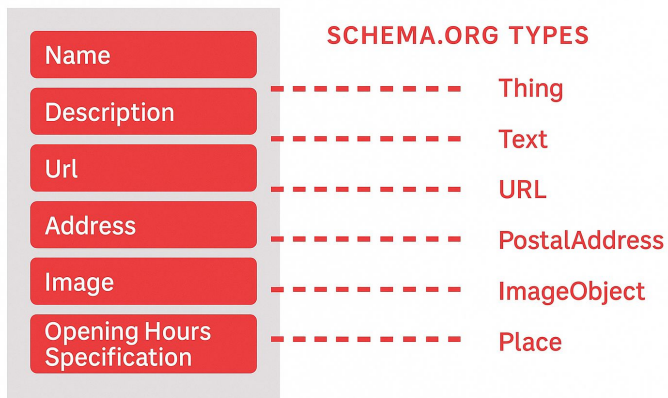 SCHEMA.ORG TYPES
Name
Thing
Description
Text
Url
URL
Address
PostalAddress
Image
ImageObject
Opening Hours
Specification
Place